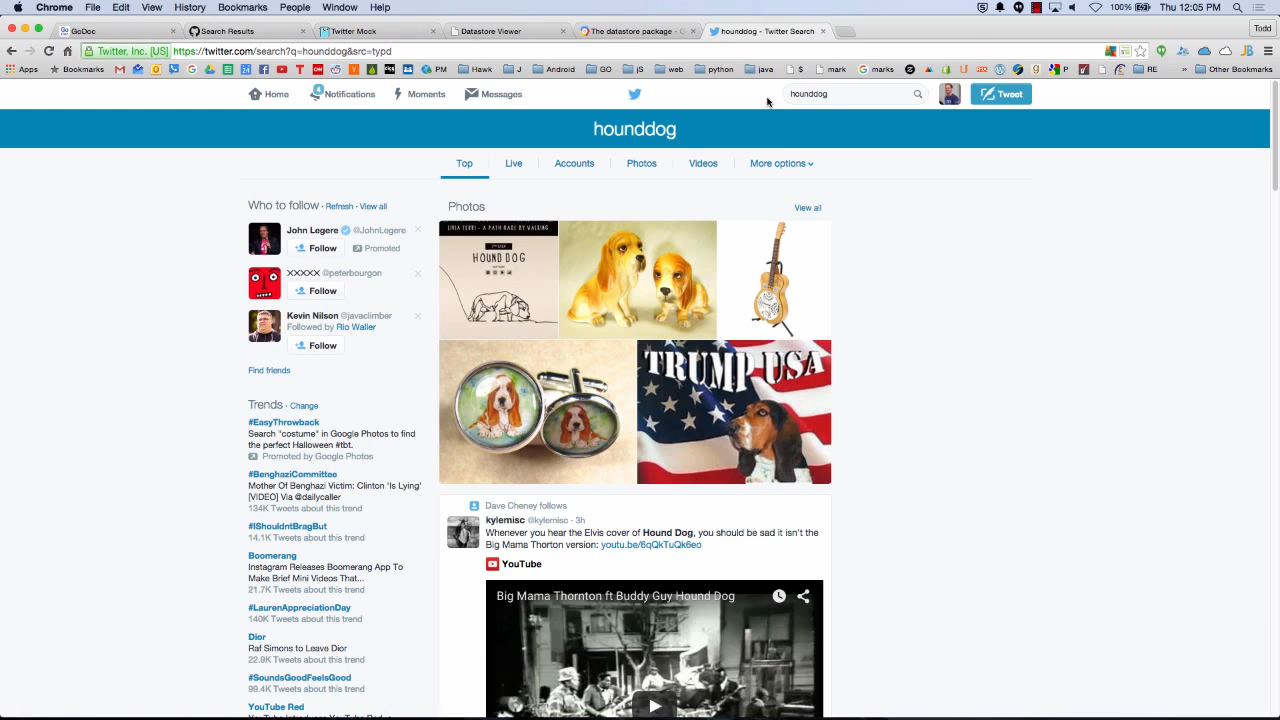 Chrome File Edit View History Bookmarks People Window Help 100% Thu 12:05 PM
GoDoc Search Results Twitter Mock Datastore Viewer The datastore package - G hounddog - Twitter Search Todd
Twitter, Inc. [US] https://twitter.com/search?q=hounddog&src=typd
Apps Bookmarks PM Hawk J Android GO jS web python java $ mark marks RE » Other Bookmarks
Home 4 Notifications Moments Messages hounddog Tweet
hounddog
Top Live Accounts Photos Videos More options
Who to follow · Refresh · View all
John Legere @JohnLegere
Follow Promoted
XXXXX @peterbourgon
Follow
Kevin Nilson @javaclimber
Followed by Rio Waller
Follow
Find friends
Trends · Change
#EasyThrowback
Search "costume" in Google Photos to find
the perfect Halloween #tbt.
Promoted by Google Photos
#BenghaziCommittee
Mother Of Benghazi Victim: Clinton 'Is Lying'
[VIDEO] Via @dailycaller
134K Tweets about this trend
#IShouldntBragBut
14.1K Tweets about this trend
Boomerang
Instagram Releases Boomerang App To
Make Brief Mini Videos That...
21.7K Tweets about this trend
#LaurenAppreciationDay
140K Tweets about this trend
Dior
Raf Simons to Leave Dior
22.9K Tweets about this trend
#SoundsGoodFeelsGood
99.4K Tweets about this trend
YouTube Red
Photos View all
HOUND DOG
TRUMP USA
Dave Cheney follows
kylemisc @kylemisc · 3h
Whenever you hear the Elvis cover of Hound Dog, you should be sad it isn't the
Big Mama Thorton version: youtu.be/6qQkTuQk6eo
YouTube
Big Mama Thornton ft Buddy Guy Hound Dog